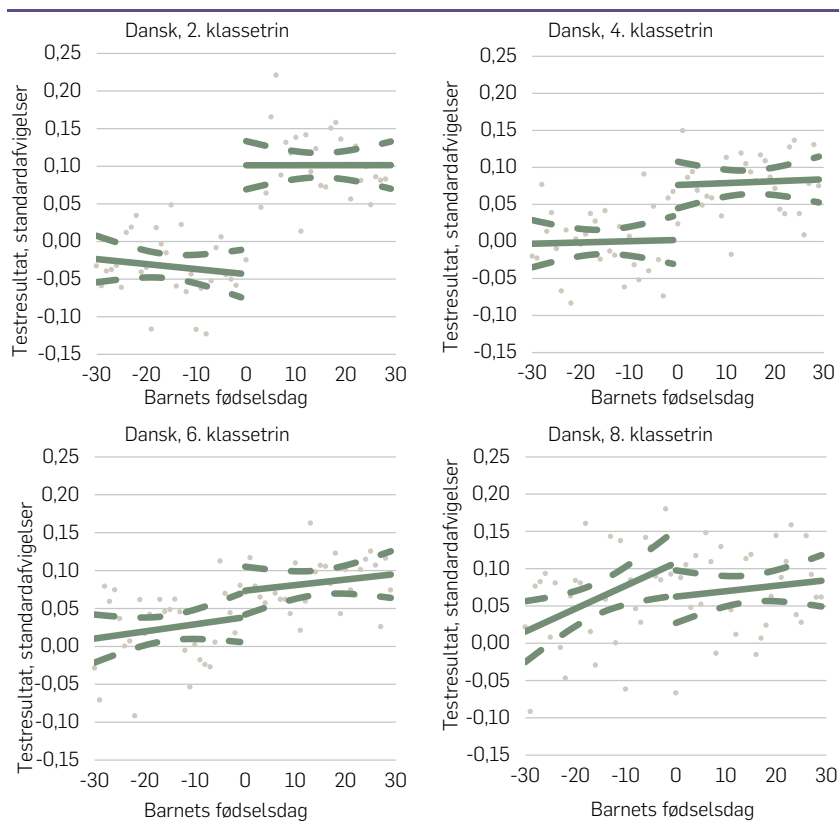 Dansk, 2. klassetrin
Testresultat, standardafvigelser
0,25
0,20
0,15
0,10
0,05
0,00
-0,05
-0,10
-0,15
-30 -20 -10 0 10 20 30
Barnets fødselsdag
Dansk, 4. klassetrin
Testresultat, standardafvigelser
0,25
0,20
0,15
0,10
0,05
0,00
-0,05
-0,10
-0,15
-30 -20 -10 0 10 20 30
Barnets fødselsdag
Dansk, 6. klassetrin
Testresultat, standardafvigelser
0,25
0,20
0,15
0,10
0,05
0,00
-0,05
-0,10
-0,15
-30 -20 -10 0 10 20 30
Barnets fødselsdag
Dansk, 8. klassetrin
Testresultat, standardafvigelser
0,25
0,20
0,15
0,10
0,05
0,00
-0,05
-0,10
-0,15
-30 -20 -10 0 10 20 30
Barnets fødselsdag